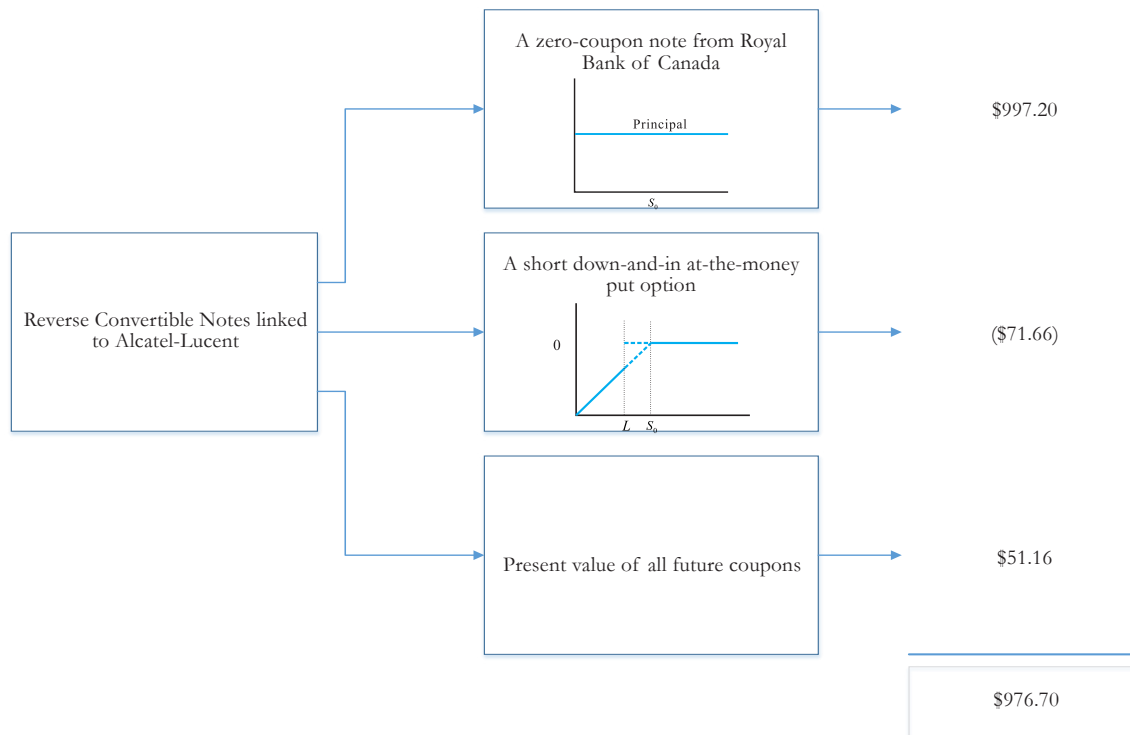 A zero-coupon note from Royal
Bank of Canada
Principal
S₀
$997.20
Reverse Convertible Notes linked
to Alcatel-Lucent
A short down-and-in at-the-money
put option
0
L S₀
($71.66)
Present value of all future coupons
$51.16
$976.70